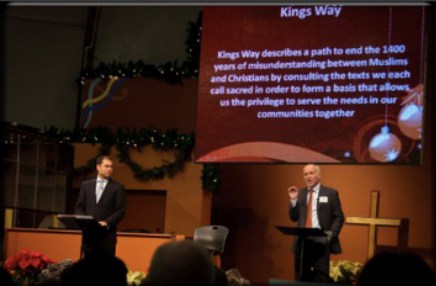 Kings Way
Kings Way describes a path to end the 1400
years of misunderstanding between Muslims
and Christians by consulting the texts we each
call sacred in order to form a basis that allows
us the privilege to serve the needs in our
communities together